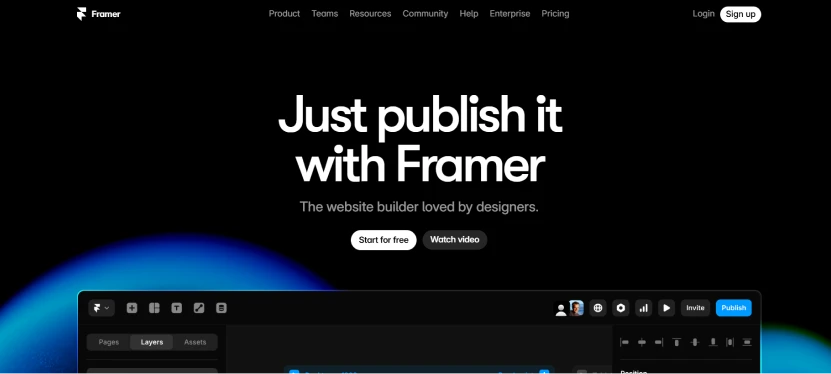 Framer
Product Teams Resources Community Help Enterprise Pricing
Login Sign up
Just publish it
with Framer
The website builder loved by designers.
Start for free Watch video
Invite Publish
Pages Layers Assets